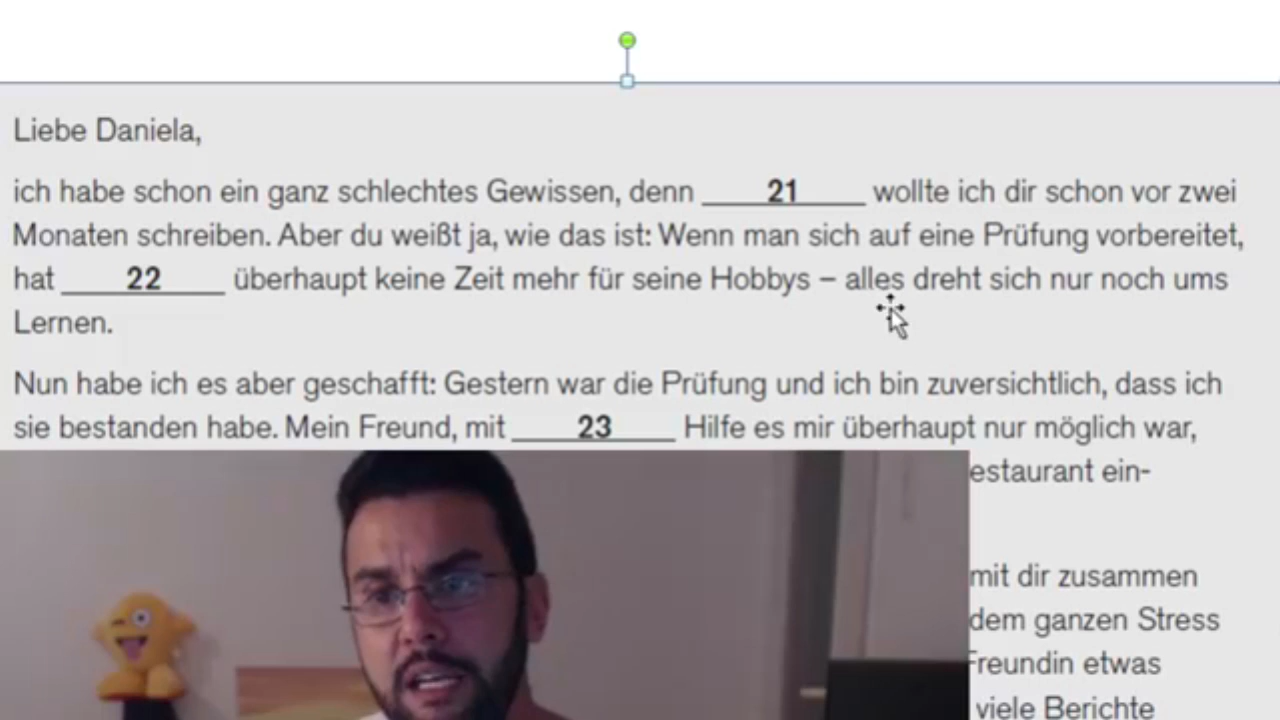 Liebe Daniela,
ich habe schon ein ganz schlechtes Gewissen, denn ___21___ wollte ich dir schon vor zwei
Monaten schreiben. Aber du weißt ja, wie das ist: Wenn man sich auf eine Prüfung vorbereitet,
hat ___22___ überhaupt keine Zeit mehr für seine Hobbys – alles dreht sich nur noch ums
Lernen.
Nun habe ich es aber geschafft: Gestern war die Prüfung und ich bin zuversichtlich, dass ich
sie bestanden habe. Mein Freund, mit ___23___ Hilfe es mir überhaupt nur möglich war,
estaurant ein-
mit dir zusammen
dem ganzen Stress
Freundin etwas
viele Berichte